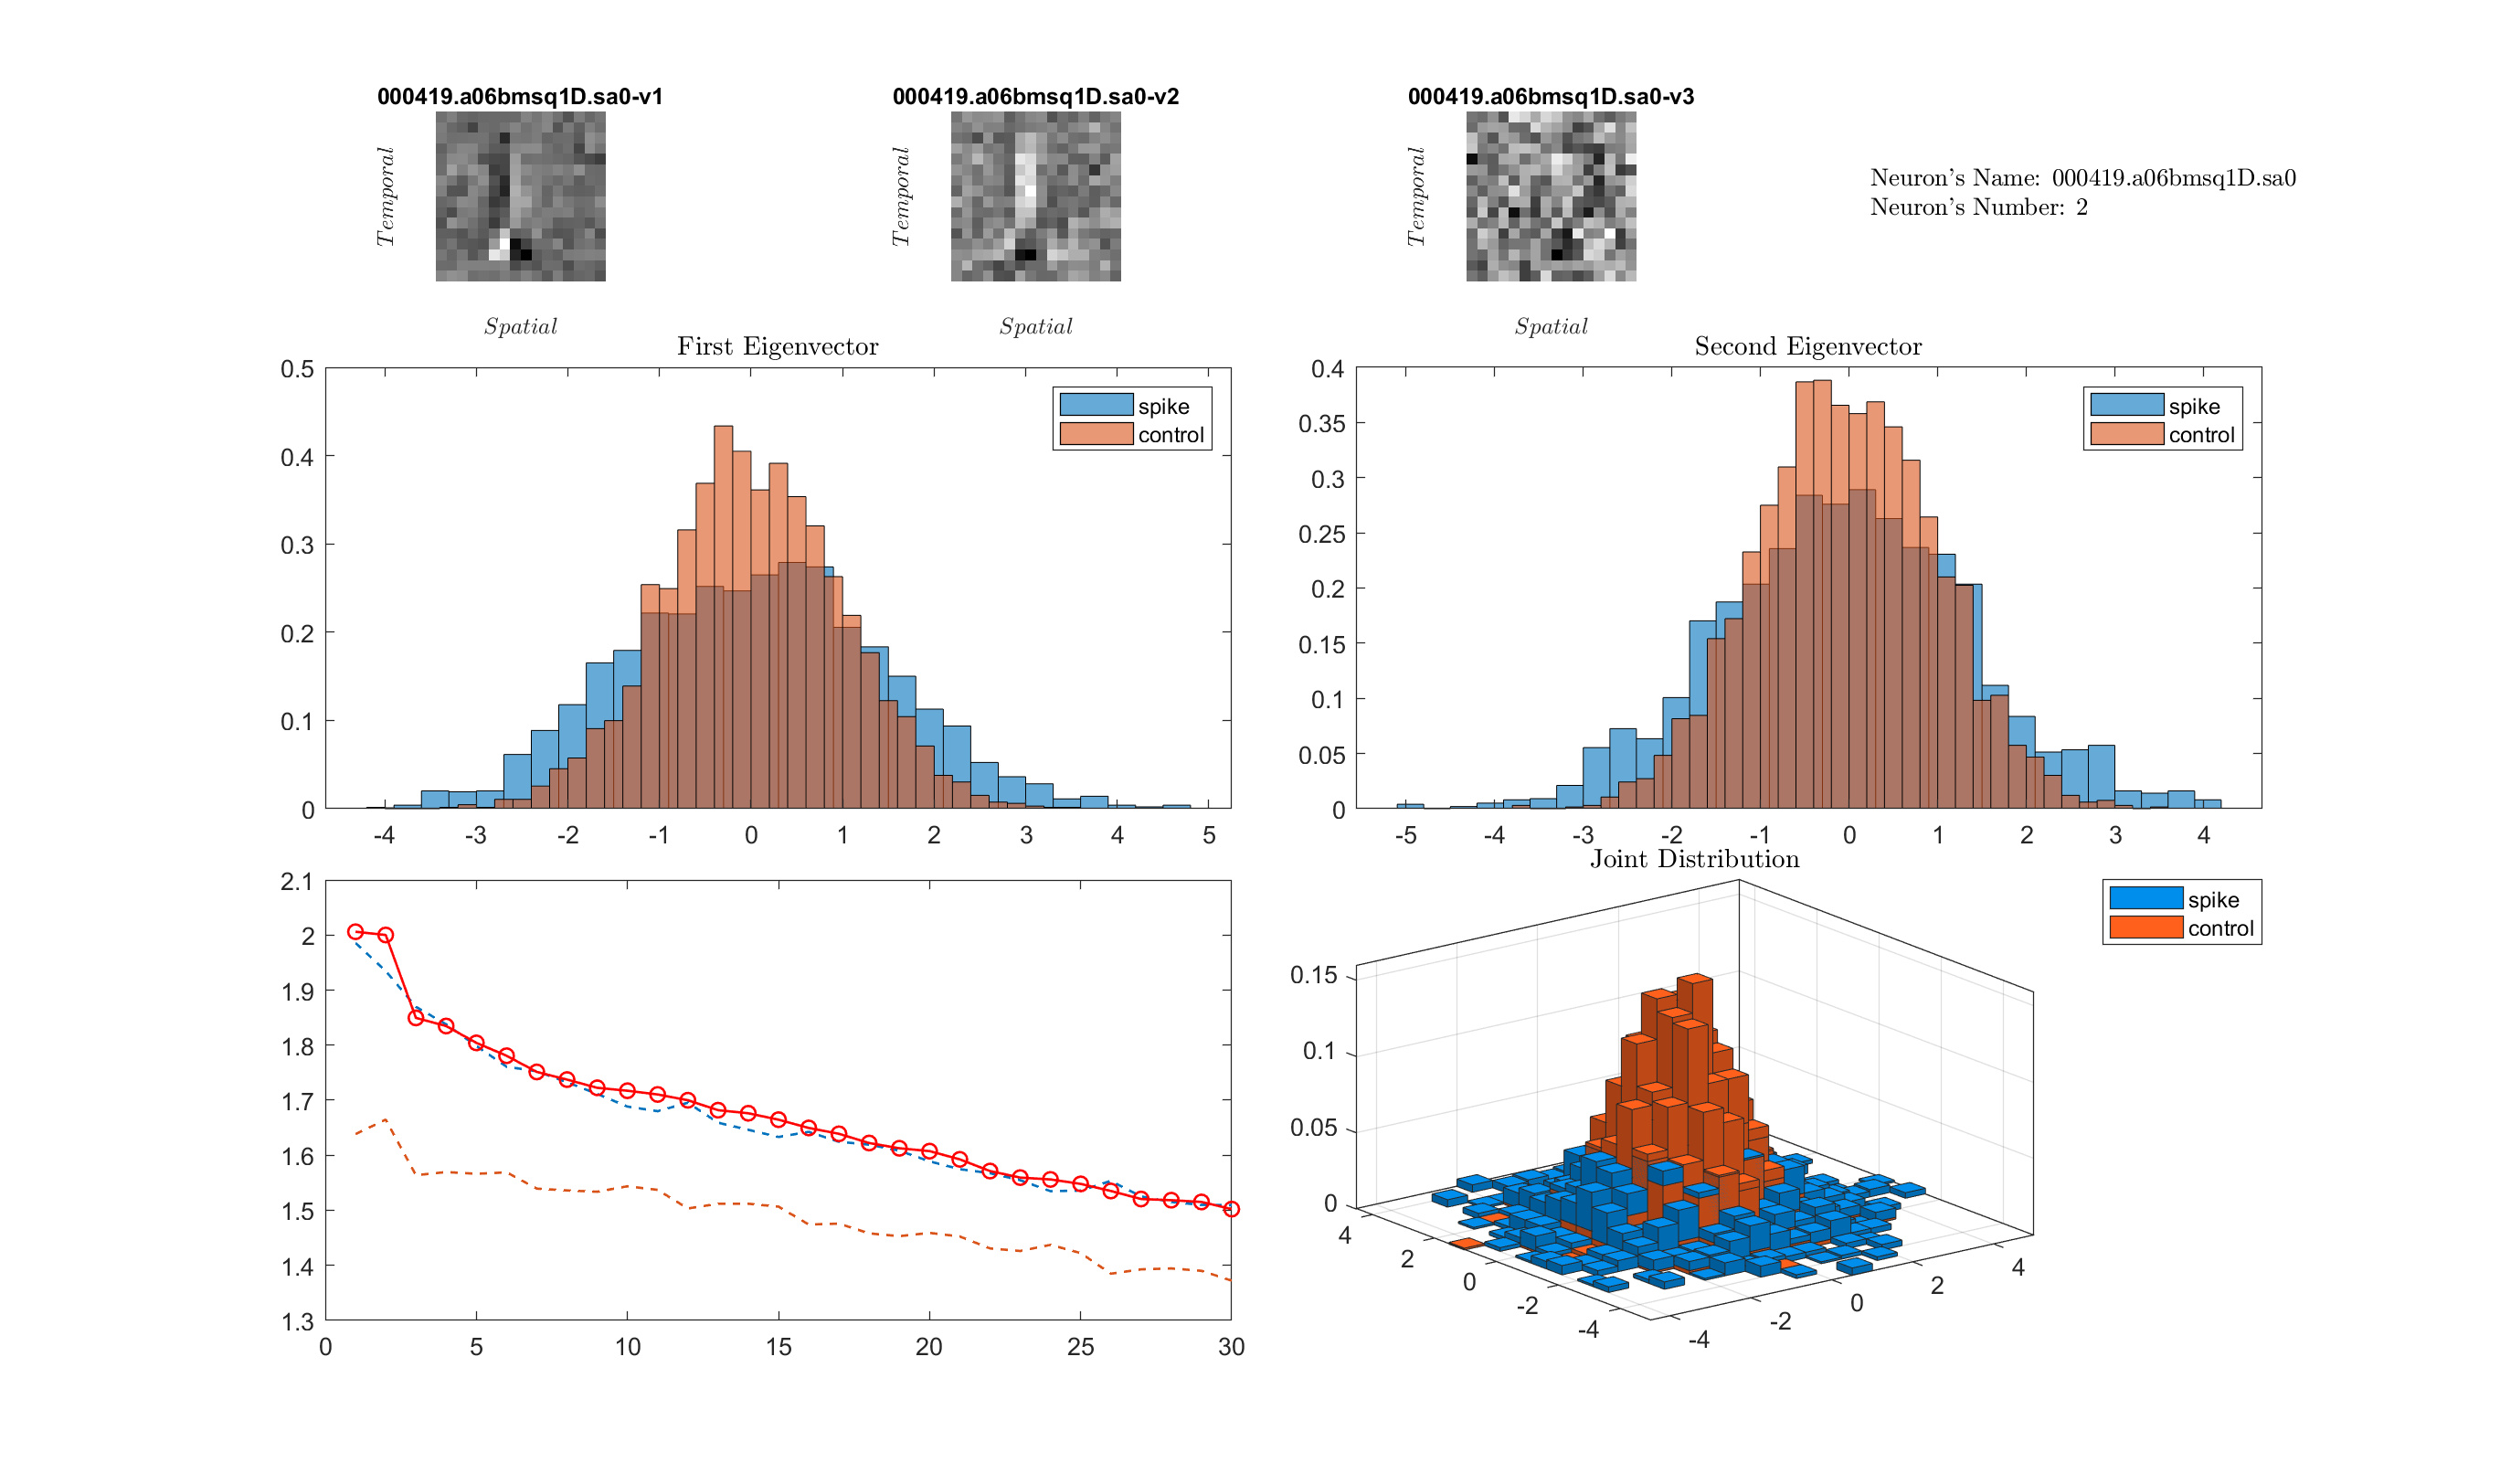 000419.a06bmsq1D.sa0-v1
000419.a06bmsq1D.sa0-v2
000419.a06bmsq1D.sa0-v3
Temporal
Temporal
Temporal
Neuron's Name: 000419.a06bmsq1D.sa0
Neuron's Number: 2
Spatial
Spatial
Spatial
First Eigenvector
0.5
0.4
0.3
0.2
0.1
0
-4 -3 -2 -1 0 1 2 3 4 5
spike
control
Second Eigenvector
0.4
0.35
0.3
0.25
0.2
0.15
0.1
0.05
0
-5 -4 -3 -2 -1 0 1 2 3 4
spike
control
2.1
2
1.9
1.8
1.7
1.6
1.5
1.4
1.3
0 5 10 15 20 25 30
Joint Distribution
spike
control
0.15
0.1
0.05
0
4 2 0 -2 -4
-4 -2 0 2 4